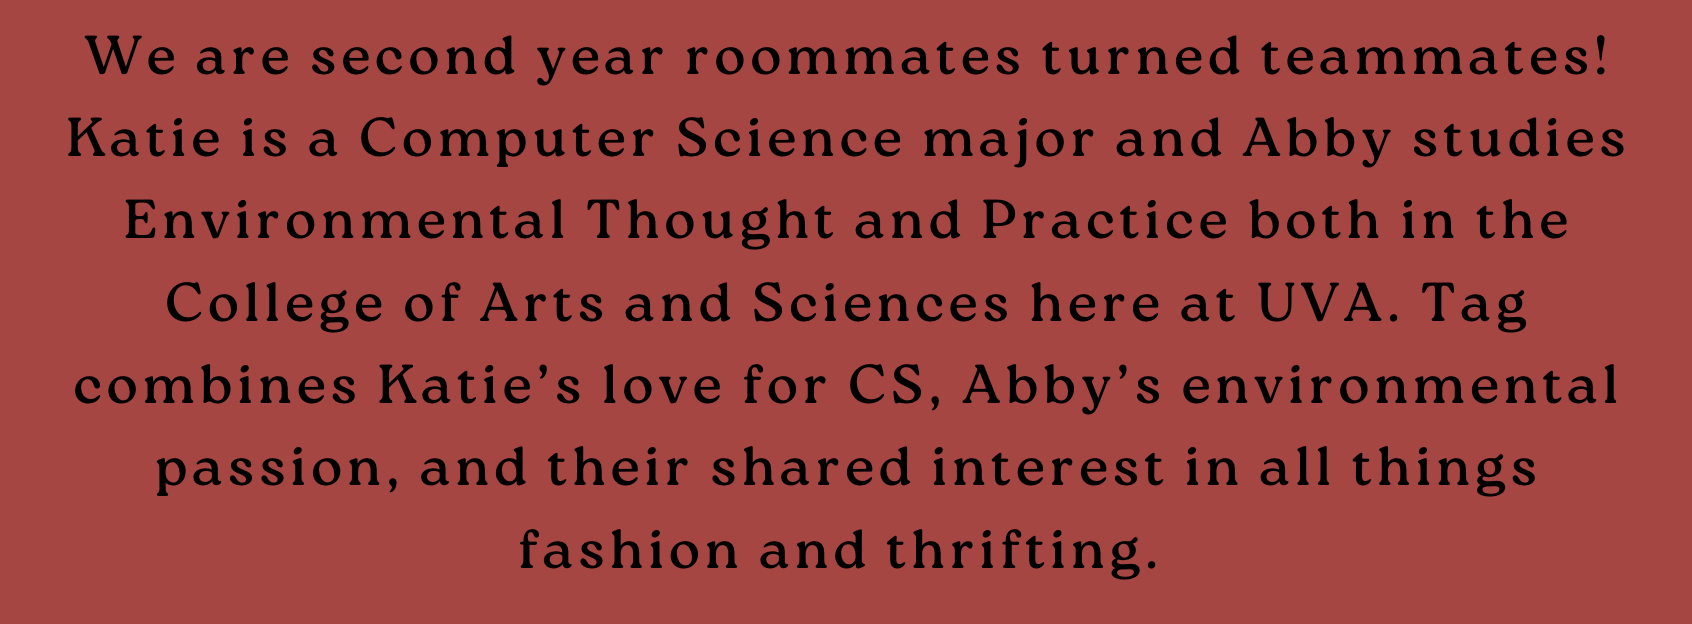 We are second year roommates turned teammates!
Katie is a Computer Science major and Abby studies
Environmental Thought and Practice both in the
College of Arts and Sciences here at UVA. Tag
combines Katie’s love for CS, Abby’s environmental
passion, and their shared interest in all things
fashion and thrifting.